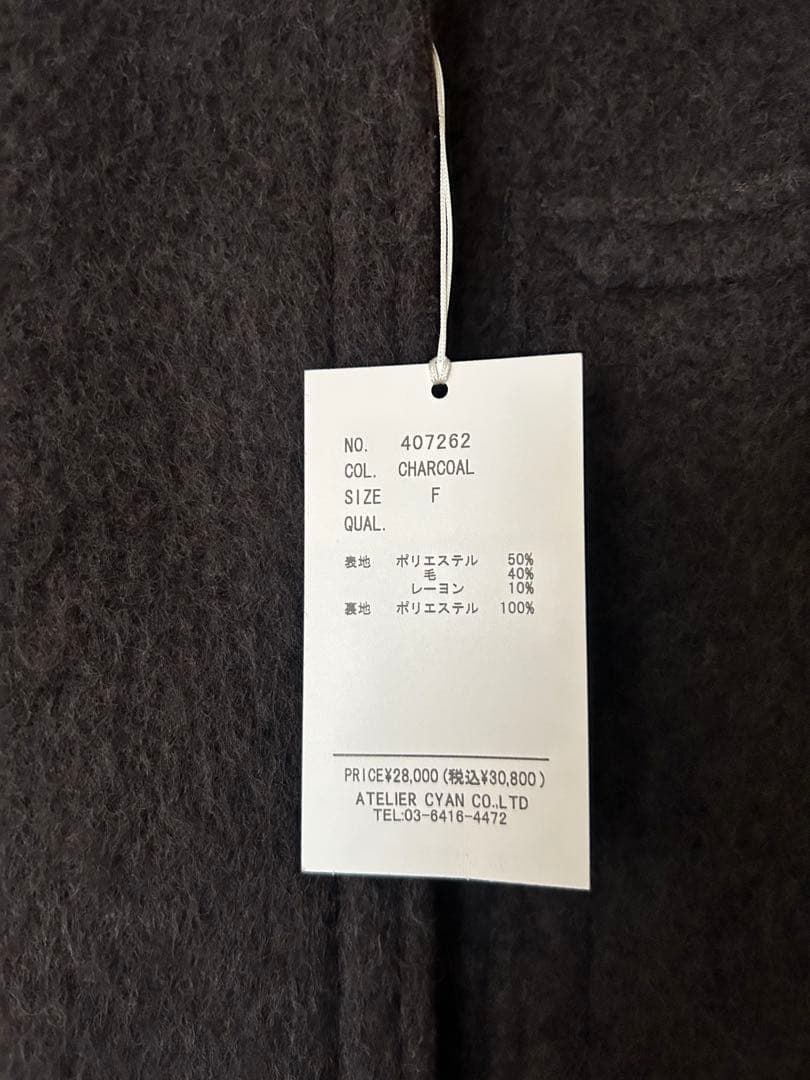 NO. 407262
COL. CHARCOAL
SIZE F
QUAL.
表地 ポリエステル 50%
毛 40%
レーヨン 10%
裏地 ポリエステル 100%
PRICE¥28,000(税込¥30,800)
ATELIER CYAN CO.,LTD
TEL:03-6416-4472